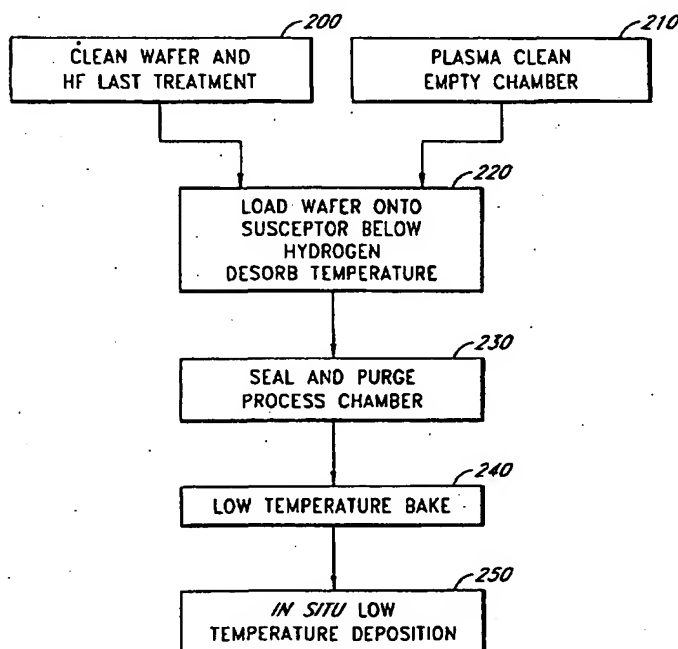 200
CLEAN WAFER AND
HF LAST TREATMENT
210
PLASMA CLEAN
EMPTY CHAMBER
220
LOAD WAFER ONTO
SUSCEPTOR BELOW
HYDROGEN
DESORB TEMPERATURE
230
SEAL AND PURGE
PROCESS CHAMBER
240
LOW TEMPERATURE BAKE
250
IN SITU LOW
TEMPERATURE DEPOSITION